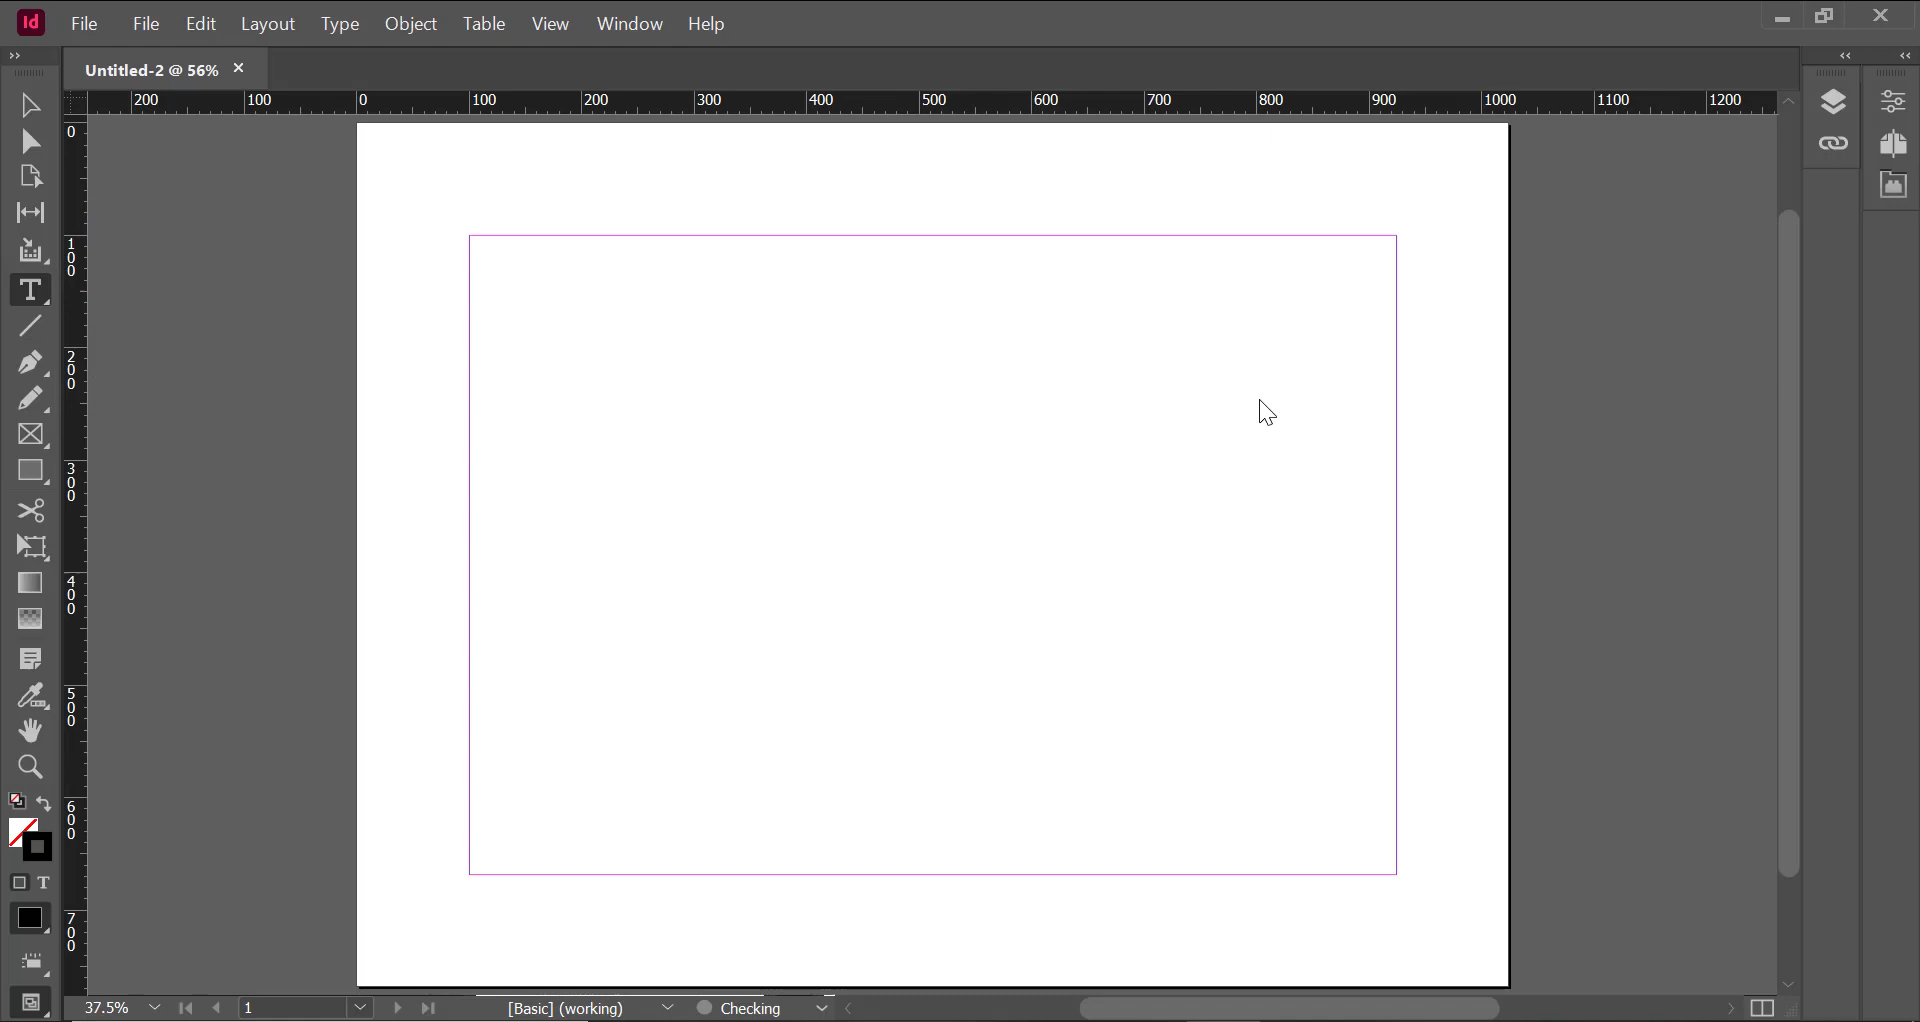 Id File File Edit Layout Type Object Table View Window Help
Untitled-2 @ 56%
200 100 0 100 200 300 400 500 600 700 800 900 1000 1100 1200
0
100
200
300
400
500
600
700
T
37.5% 1 [Basic] (working) Checking